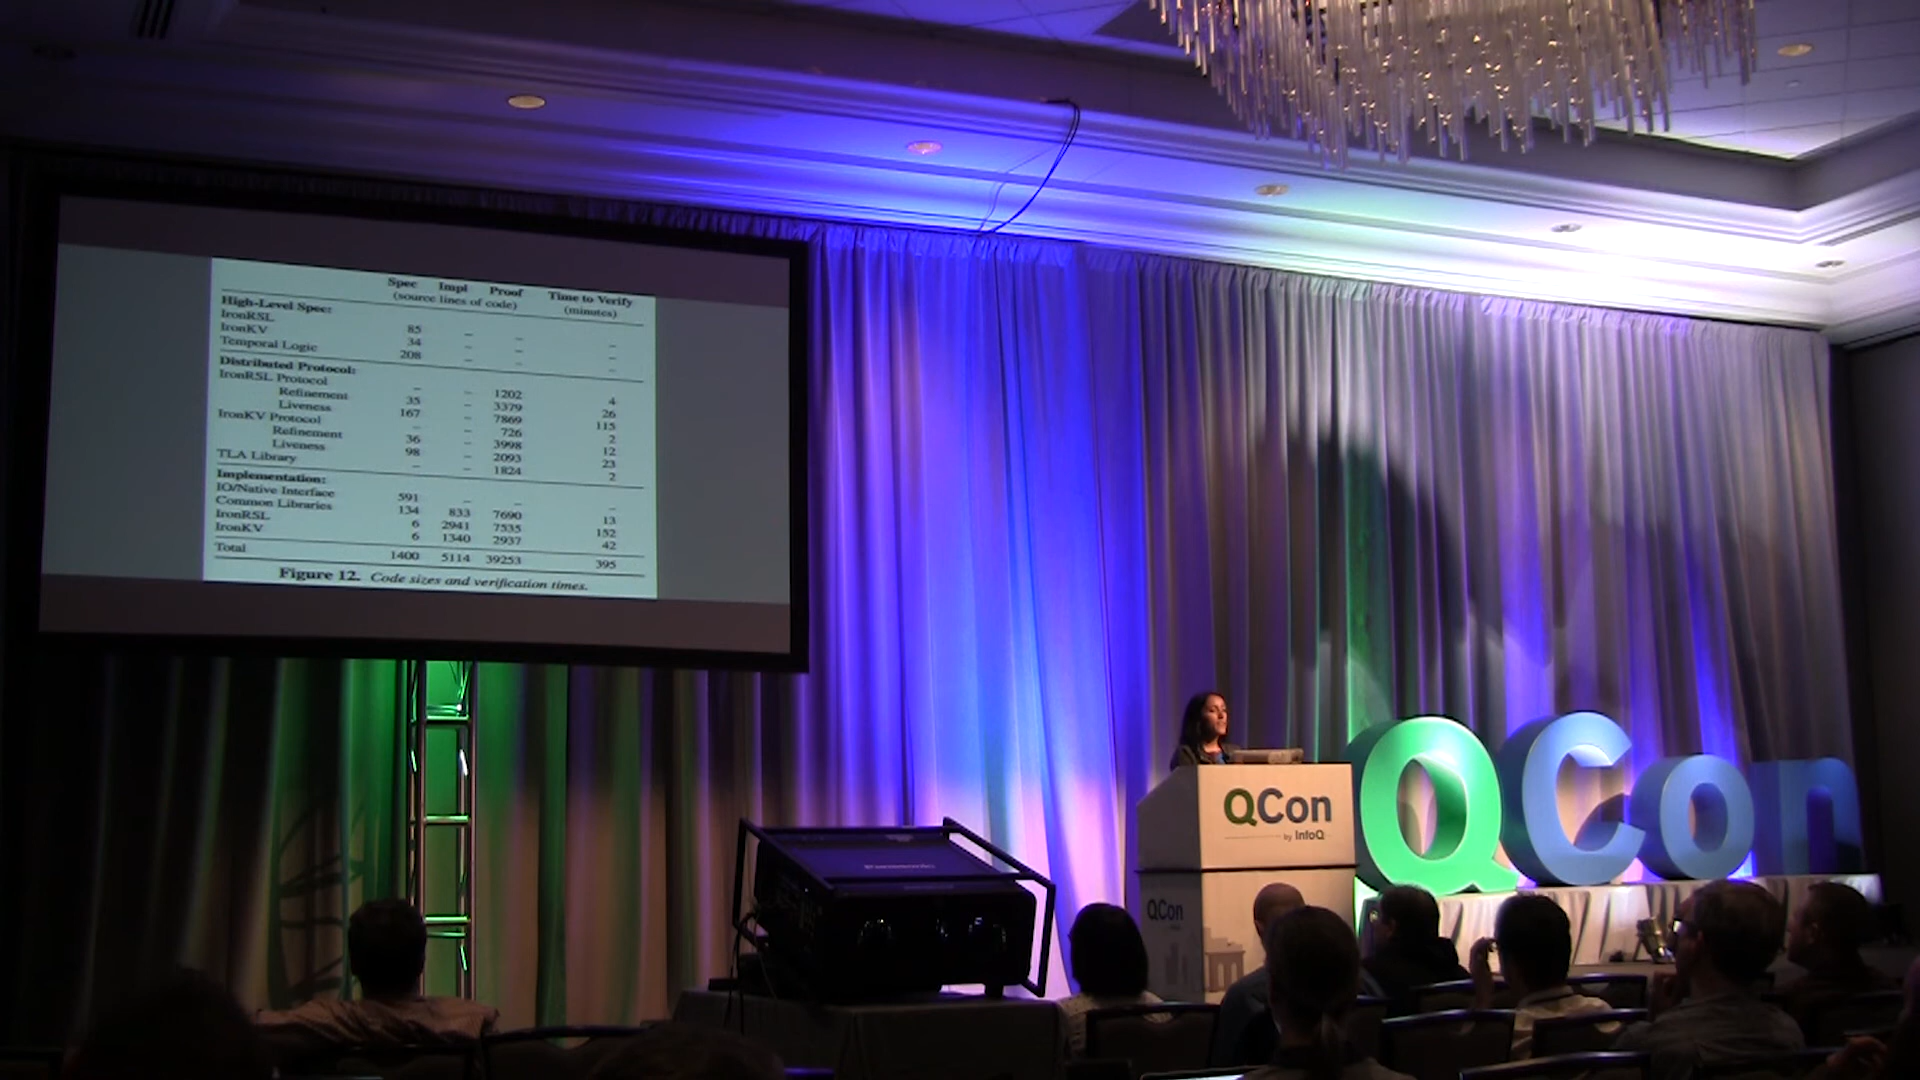 Spec Impl Proof Time to Verify
(source lines of code) (minutes)
High-Level Spec:
IronRSL 85 – – –
IronKV 34 – – –
Temporal Logic 208 – – –
Distributed Protocol:
IronRSL Protocol – – 1202 4
Refinement 35 – 3379 26
Liveness 167 – 7869 115
IronKV Protocol – – 726 2
Refinement 36 – 3998 12
Liveness 98 – 2093 23
TLA Library – – 1824 2
Implementation:
IO/Native Interface 591 – – –
Common Libraries 134 833 7690 13
IronRSL 6 2941 7535 152
IronKV 6 1340 2937 42
Total 1400 5114 39253 395
Figure 12. Code sizes and verification times.
QCon
by InfoQ
QCon
QCon